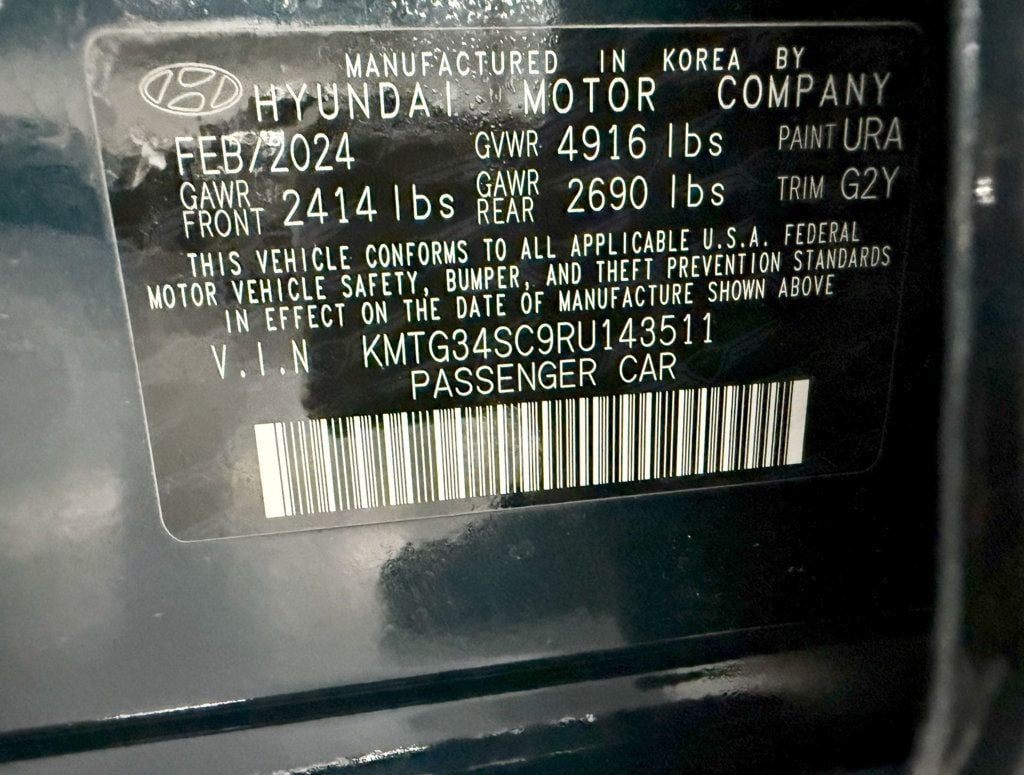 MANUFACTURED IN KOREA BY
HYUNDAI MOTOR COMPANY
FEB/2024 GVWR 4916 lbs PAINT URA
GAWR FRONT 2414 lbs GAWR REAR 2690 lbs TRIM G2Y
THIS VEHICLE CONFORMS TO ALL APPLICABLE U.S.A. FEDERAL
MOTOR VEHICLE SAFETY, BUMPER, AND THEFT PREVENTION STANDARDS
IN EFFECT ON THE DATE OF MANUFACTURE SHOWN ABOVE
V.I.N KMTG34SC9RU143511
PASSENGER CAR